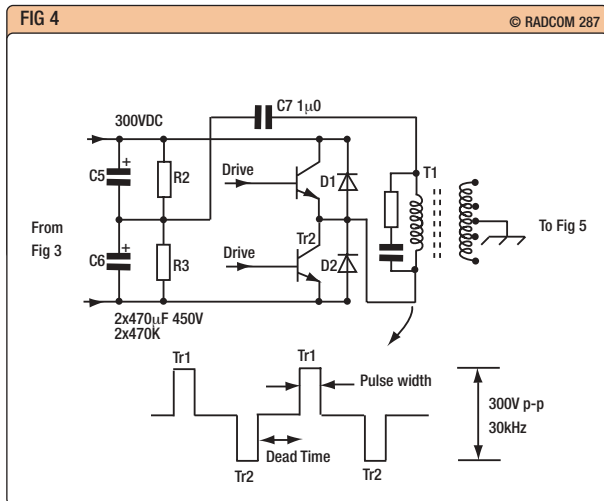 FIG 4
© RADCOM 287
C7 1µ0
300VDC
C5
+
R2
Drive
D1
T1
From
Fig 3
Tr2
To Fig 5
C6
+
R3
Drive
D2
2x470µF 450V
2x470K
Tr1
Tr1
Pulse width
300V p-p
30kHz
Dead Time
Tr2
Tr2